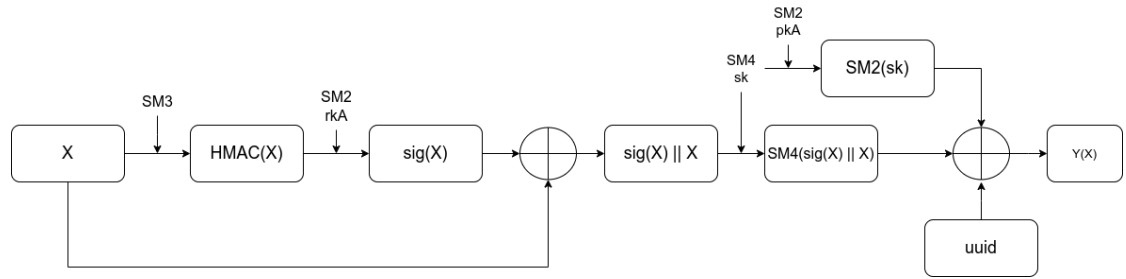 SM2
pkA
SM4
sk
SM2(sk)
SM3
SM2
rkA
X
HMAC(X)
sig(X)
sig(X) || X
SM4(sig(X) || X)
Y(X)
uuid